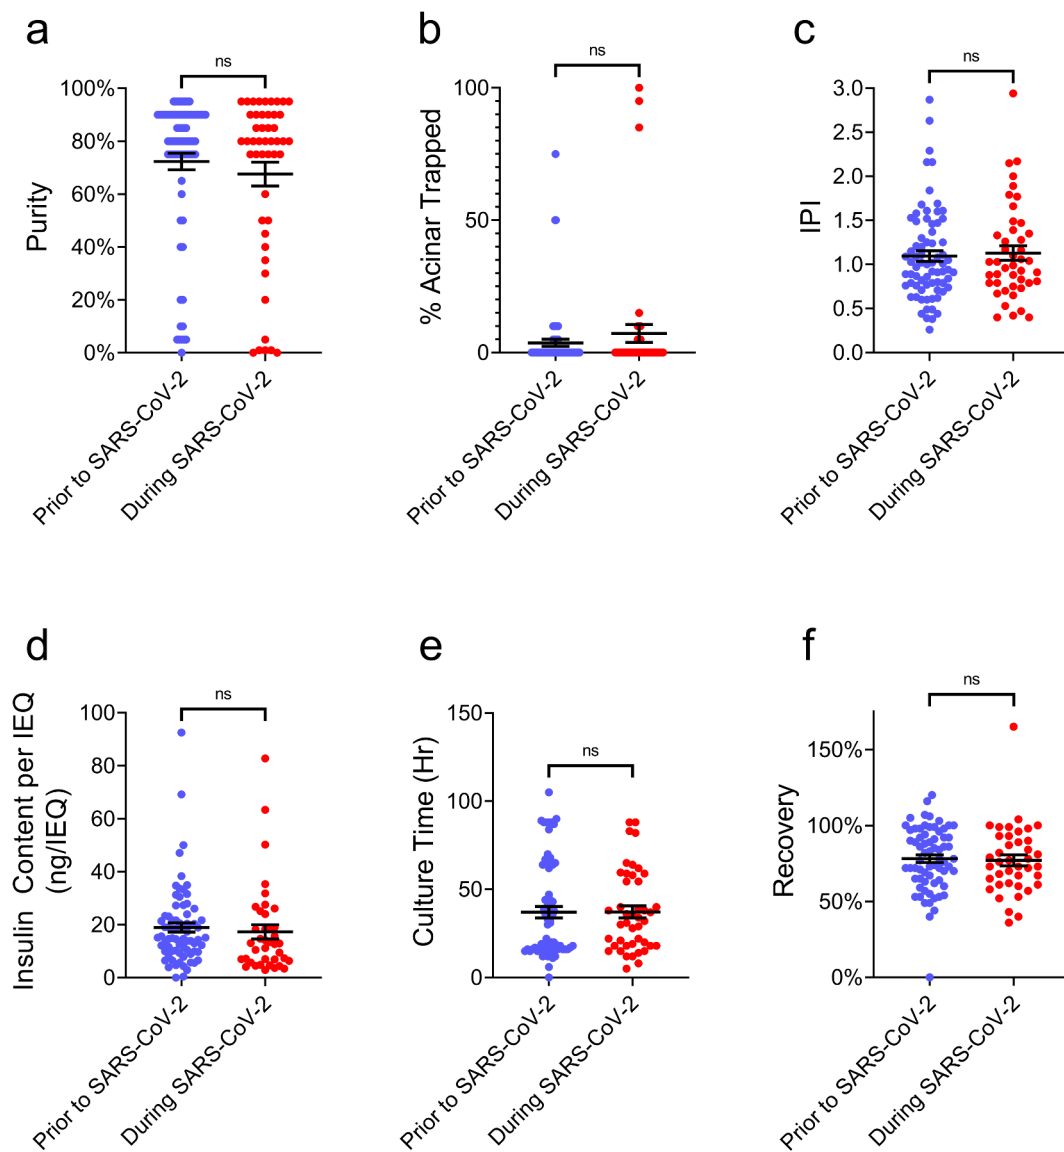 a
ns
100%
80%
60%
40%
20%
0%
Purity
Prior to SARS-CoV-2
During SARS-CoV-2
b
ns
100
50
0
% Acinar Trapped
Prior to SARS-CoV-2
During SARS-CoV-2
c
ns
3.0
2.5
2.0
1.5
1.0
0.5
0.0
IPI
Prior to SARS-CoV-2
During SARS-CoV-2
d
ns
100
80
60
40
20
0
Insulin Content per IEQ
(ng/IEQ)
Prior to SARS-CoV-2
During SARS-CoV-2
e
ns
150
100
50
0
Culture Time (Hr)
Prior to SARS-CoV-2
During SARS-CoV-2
f
ns
150%
100%
50%
0%
Recovery
Prior to SARS-CoV-2
During SARS-CoV-2